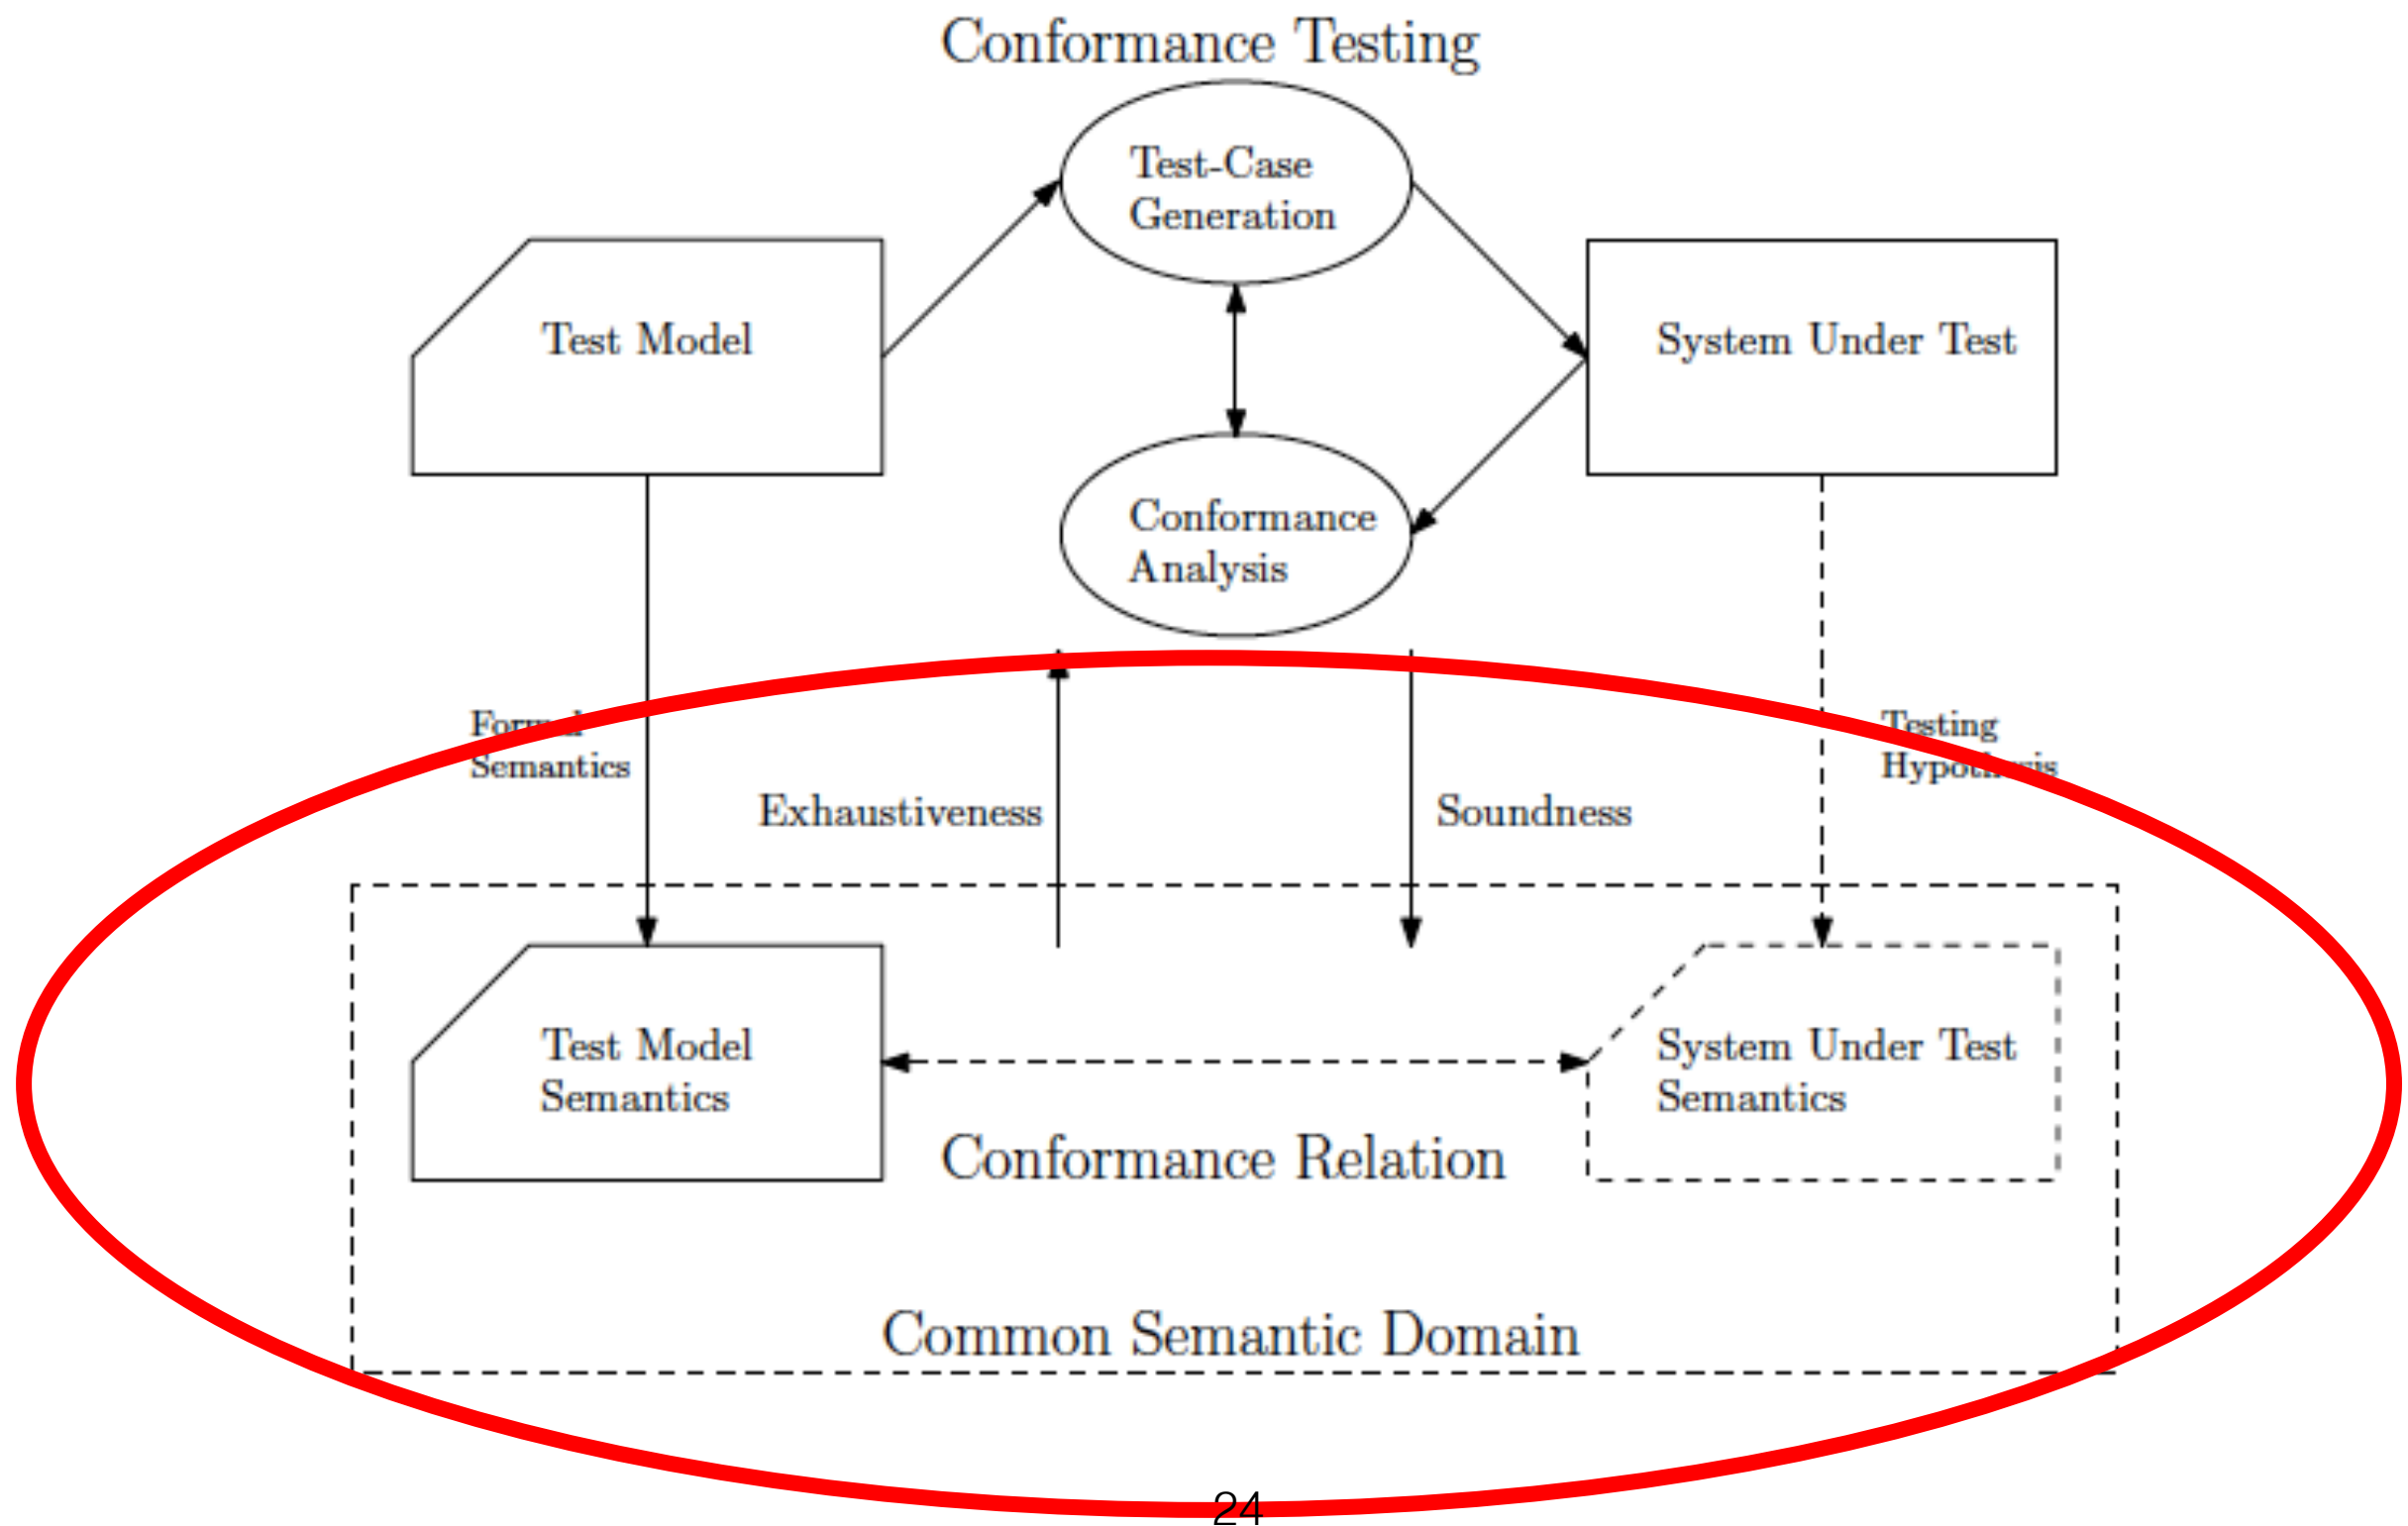 Conformance Testing
Test-Case
Generation
Test Model
System Under Test
Conformance
Analysis
Semantics
Testing
Exhaustiveness
Soundness
Test Model
Semantics
System Under Test
Semantics
Conformance Relation
Common Semantic Domain
24